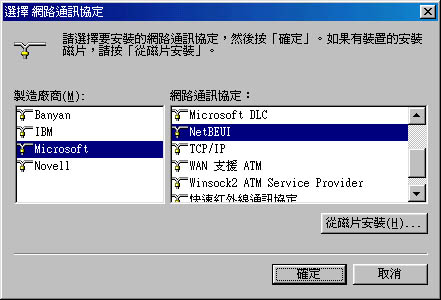 選擇 網路通訊協定
請選擇要安裝的網路通訊協定，然後按「確定」。如果有裝置的安裝
磁片，請按「從磁片安裝」。
製造廠商(M):
網路通訊協定：
Banyan
IBM
Microsoft
Novell
Microsoft DLC
NetBEUI
TCP/IP
WAN 支援 ATM
Winsock2 ATM Service Provider
快速紅外線通訊協定
從磁片安裝(H)...
確定
取消